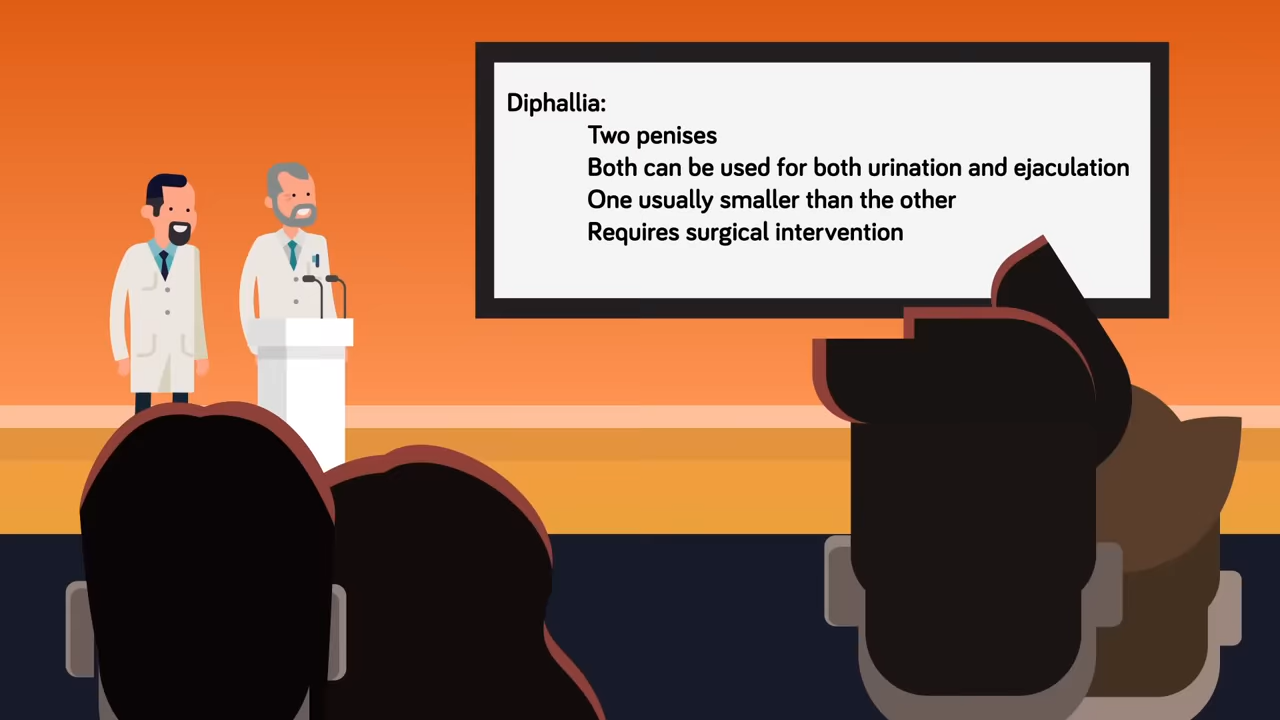 Diphallia:
Two penises
Both can be used for both urination and ejaculation
One usually smaller than the other
Requires surgical intervention